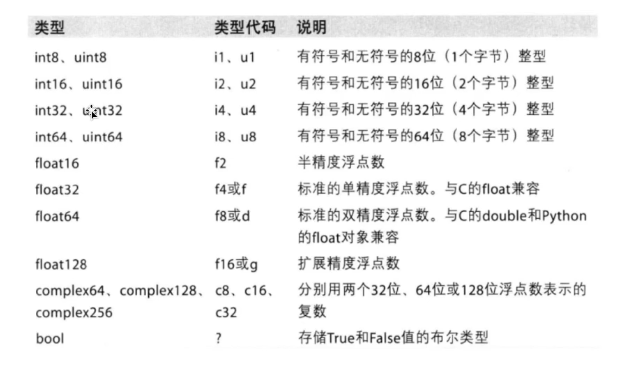 类型 类型代码 说明
int8、uint8 i1、u1 有符号和无符号的8位（1个字节）整型
int16、uint16 i2、u2 有符号和无符号的16位（2个字节）整型
int32、uint32 i4、u4 有符号和无符号的32位（4个字节）整型
int64、uint64 i8、u8 有符号和无符号的64位（8个字节）整型
float16 f2 半精度浮点数
float32 f4或f 标准的单精度浮点数。与C的float兼容
float64 f8或d 标准的双精度浮点数。与C的double和Python
的float对象兼容
float128 f16或g 扩展精度浮点数
complex64、complex128、 c8、c16、 分别用两个32位、64位或128位浮点数表示的
complex256 c32 复数
bool ? 存储True和False值的布尔类型